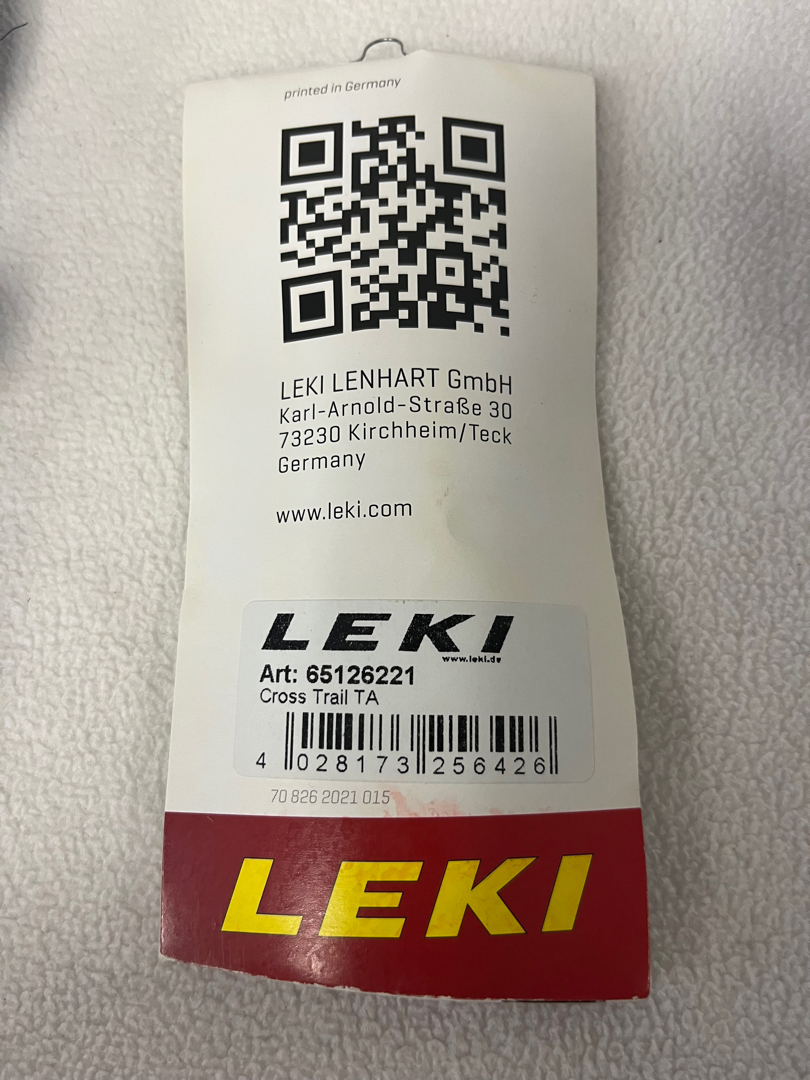 printed in Germany
LEKI LENHART GmbH
Karl-Arnold-Straße 30
73230 Kirchheim/Teck
Germany
www.leki.com
LEKI
www.leki.de
Art: 65126221
Cross Trail TA
4 028173 256426
70 826 2021 015
LEKI